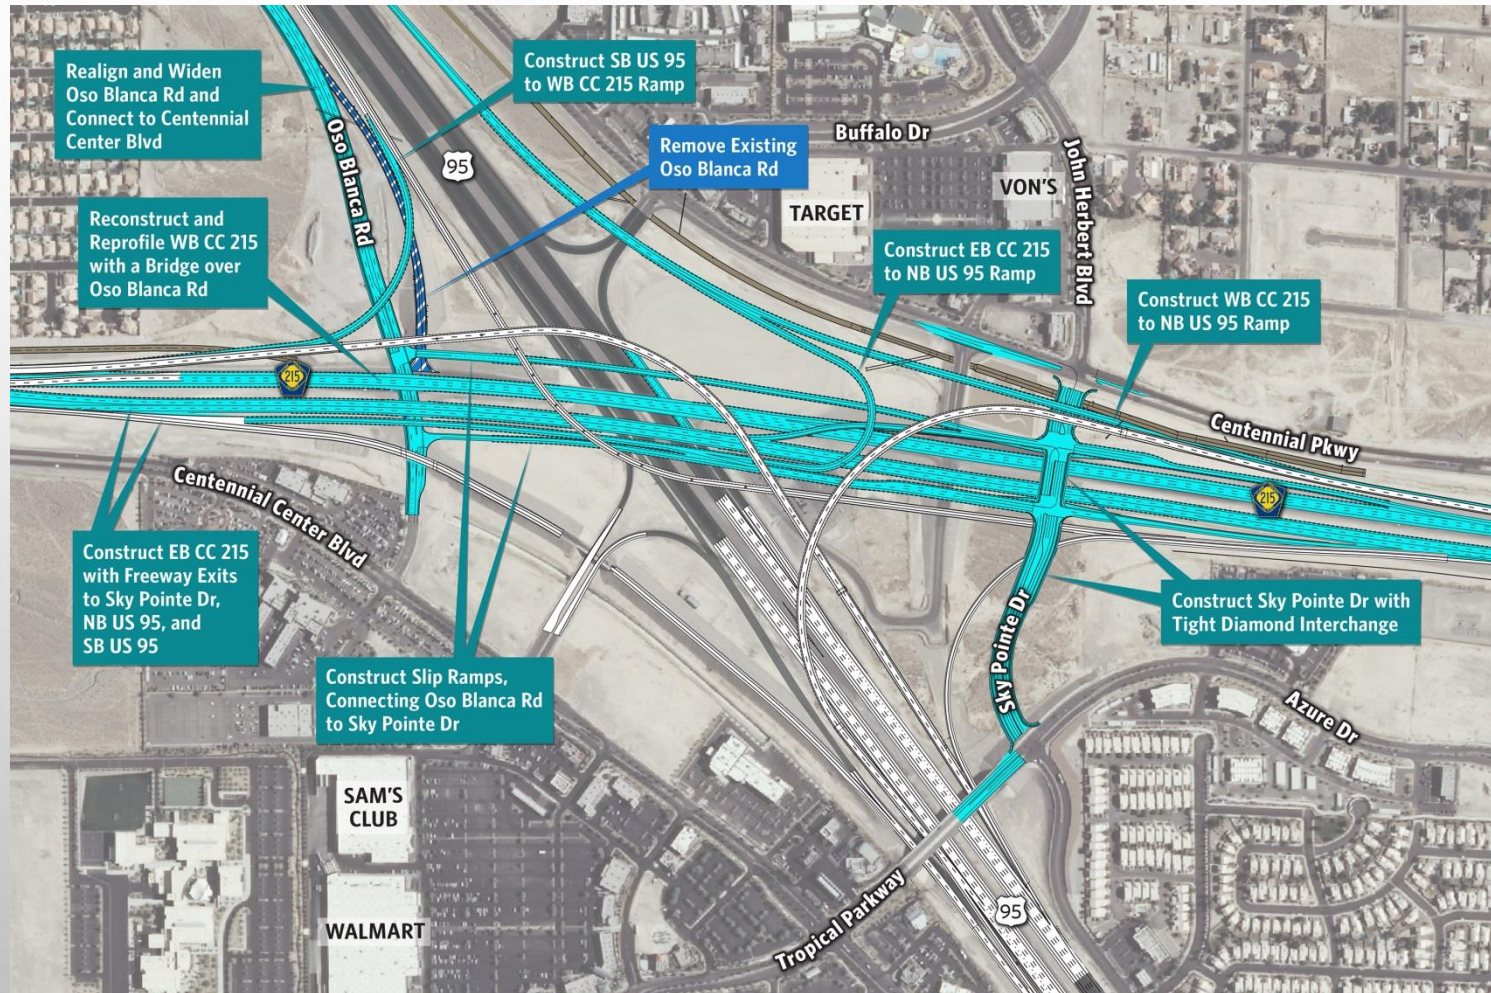 Realign and Widen
Oso Blanca Rd and
Connect to Centennial
Center Blvd
Construct SB US 95
to WB CC 215 Ramp
Oso Blanca Rd
95
Remove Existing
Oso Blanca Rd
Buffalo Dr
John Herbert Blvd
VON'S
TARGET
Reconstruct and
Reprofile WB CC 215
with a Bridge over
Oso Blanca Rd
Construct EB CC 215
to NB US 95 Ramp
Construct WB CC 215
to NB US 95 Ramp
215
Centennial Pkwy
215
Centennial Center Blvd
Construct EB CC 215
with Freeway Exits
to Sky Pointe Dr,
NB US 95, and
SB US 95
Construct Slip Ramps,
Connecting Oso Blanca Rd
to Sky Pointe Dr
Construct Sky Pointe Dr with
Tight Diamond Interchange
Sky Pointe Dr
Azure Dr
SAM'S
CLUB
WALMART
Tropical Parkway
95